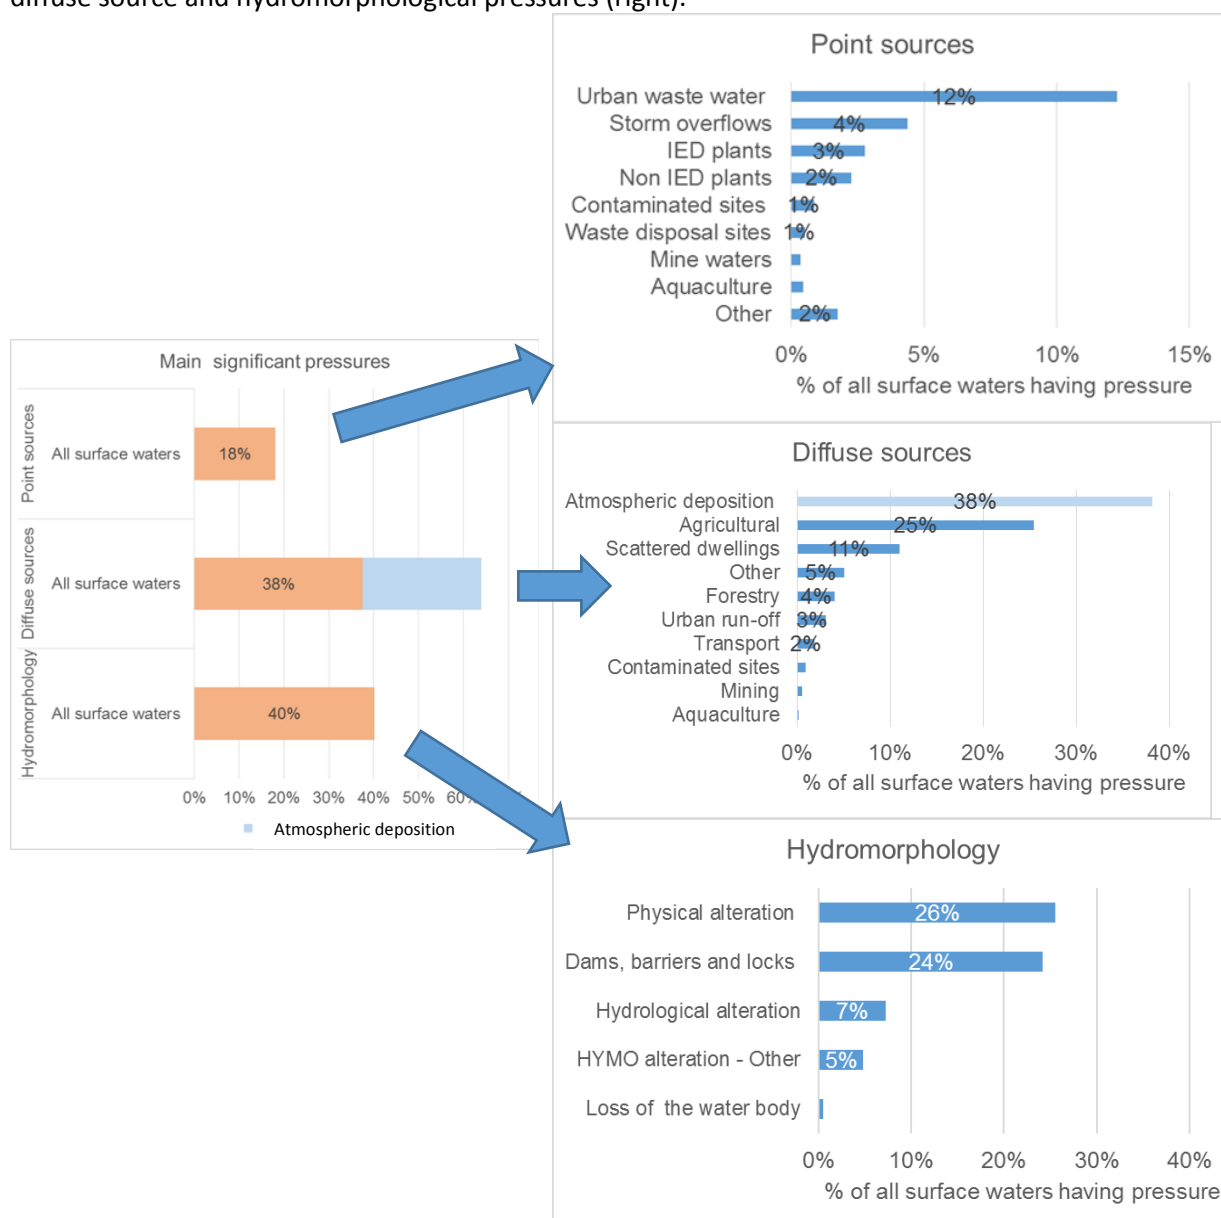 diffuse source and hydromorphological pressures (right).
Point sources
Urban waste water 12%
Storm overflows 4%
IED plants 3%
Non IED plants 2%
Contaminated sites 1%
Waste disposal sites 1%
Mine waters
Aquaculture
Other 2%
0% 5% 10% 15%
% of all surface waters having pressure
Main significant pressures
Point sources
All surface waters 18%
Diffuse sources
All surface waters 38%
Hydromorphology
All surface waters 40%
0% 10% 20% 30% 40% 50% 60%
Atmospheric deposition
Diffuse sources
Atmospheric deposition 38%
Agricultural 25%
Scattered dwellings 11%
Other 5%
Forestry 4%
Urban run-off 3%
Transport 2%
Contaminated sites
Mining
Aquaculture
0% 10% 20% 30% 40%
% of all surface waters having pressure
Hydromorphology
Physical alteration 26%
Dams, barriers and locks 24%
Hydrological alteration 7%
HYMO alteration - Other 5%
Loss of the water body
0% 10% 20% 30% 40%
% of all surface waters having pressure